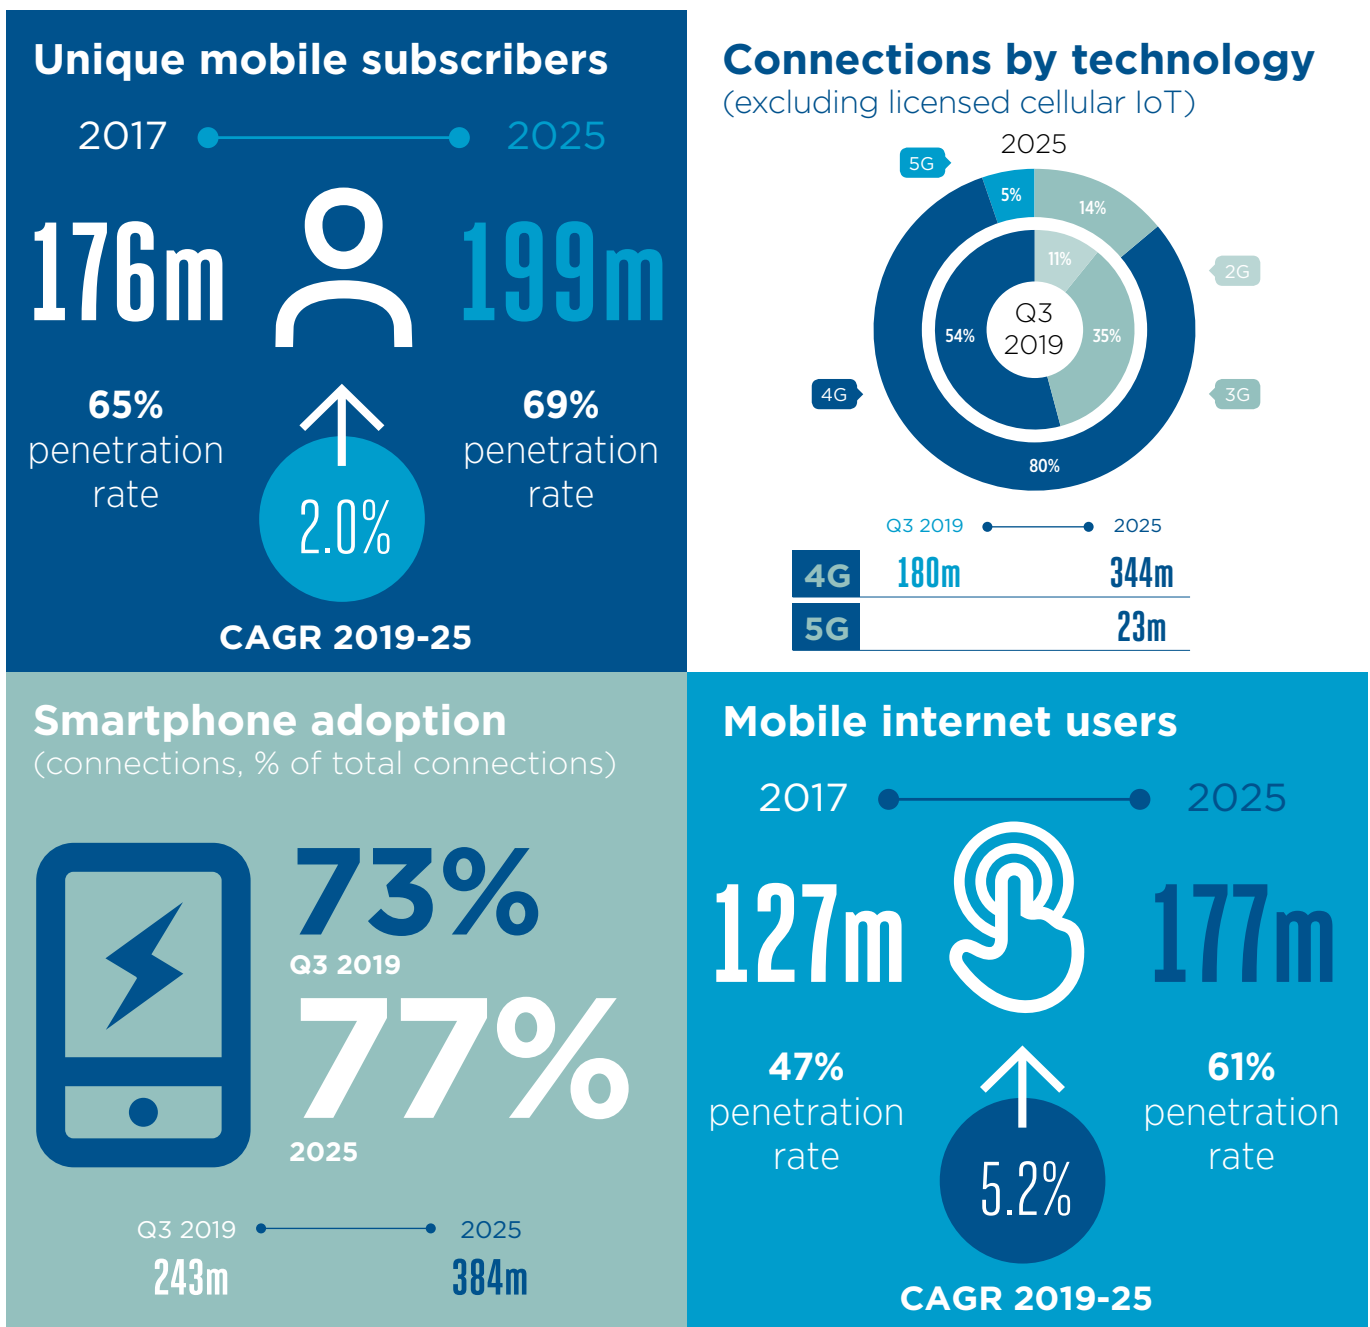 Unique mobile subscribers
2017
2025
176m
199m
65%
penetration
rate
69%
penetration
rate
2.0%
CAGR 2019-25
Connections by technology
(excluding licensed cellular IoT)
2025
5G
5%
14%
11%
2G
Q3
2019
54%
35%
4G
3G
80%
Q3 2019
2025
4G
180m
344m
5G
23m
Smartphone adoption
(connections, % of total connections)
73%
Q3 2019
77%
2025
Q3 2019
2025
243m
384m
Mobile internet users
2017
2025
127m
177m
47%
penetration
rate
61%
penetration
rate
5.2%
CAGR 2019-25